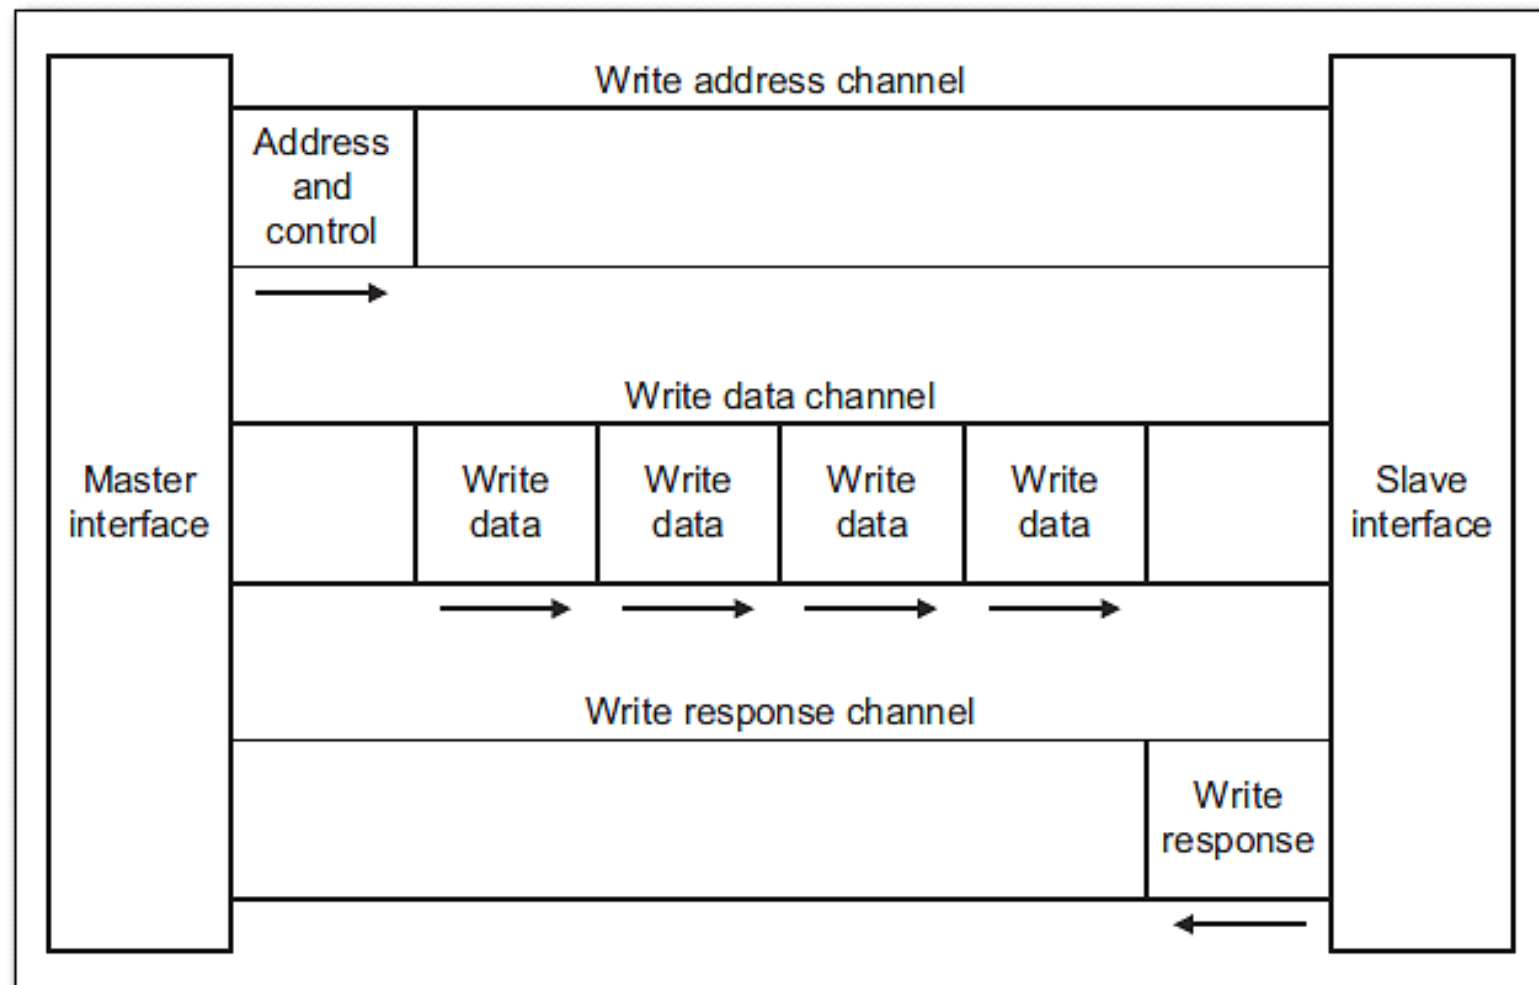 Write address channel
Address
and
control
Write data channel
Master
interface
Write
data
Write
data
Write
data
Write
data
Slave
interface
Write response channel
Write
response